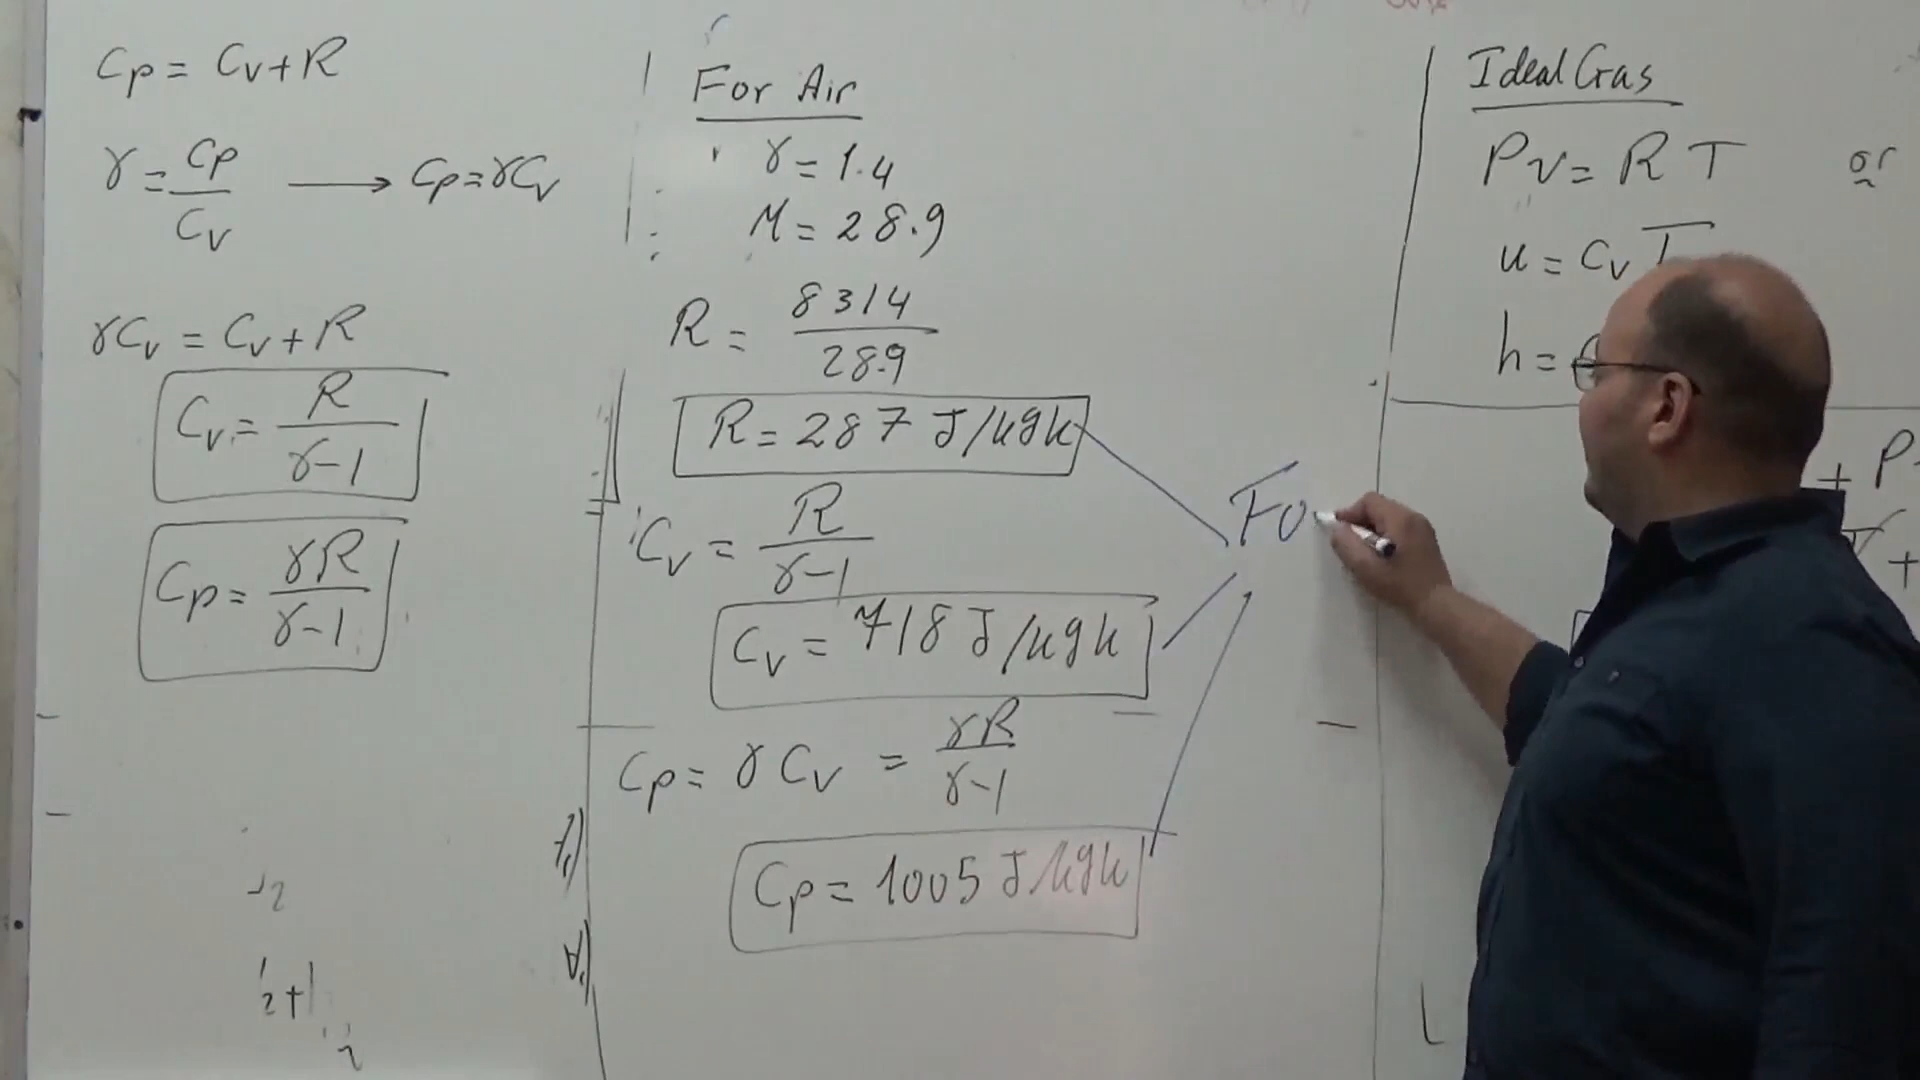 Cp = Cv + R
γ = Cp / Cv → Cp = γCv
γCv = Cv + R
Cv = R / γ-1
Cp = γR / γ-1
For Air
γ = 1.4
M = 28.9
R = 8314 / 28.9
R = 287 J/kgk
Cv = R / γ-1
Cv = 718 J/kgk
Cp = γ Cv = γR / γ-1
Cp = 1005 J/kgk
Fo
Ideal Gas
Pv = R T or
u = Cv T
h =
+ P
+